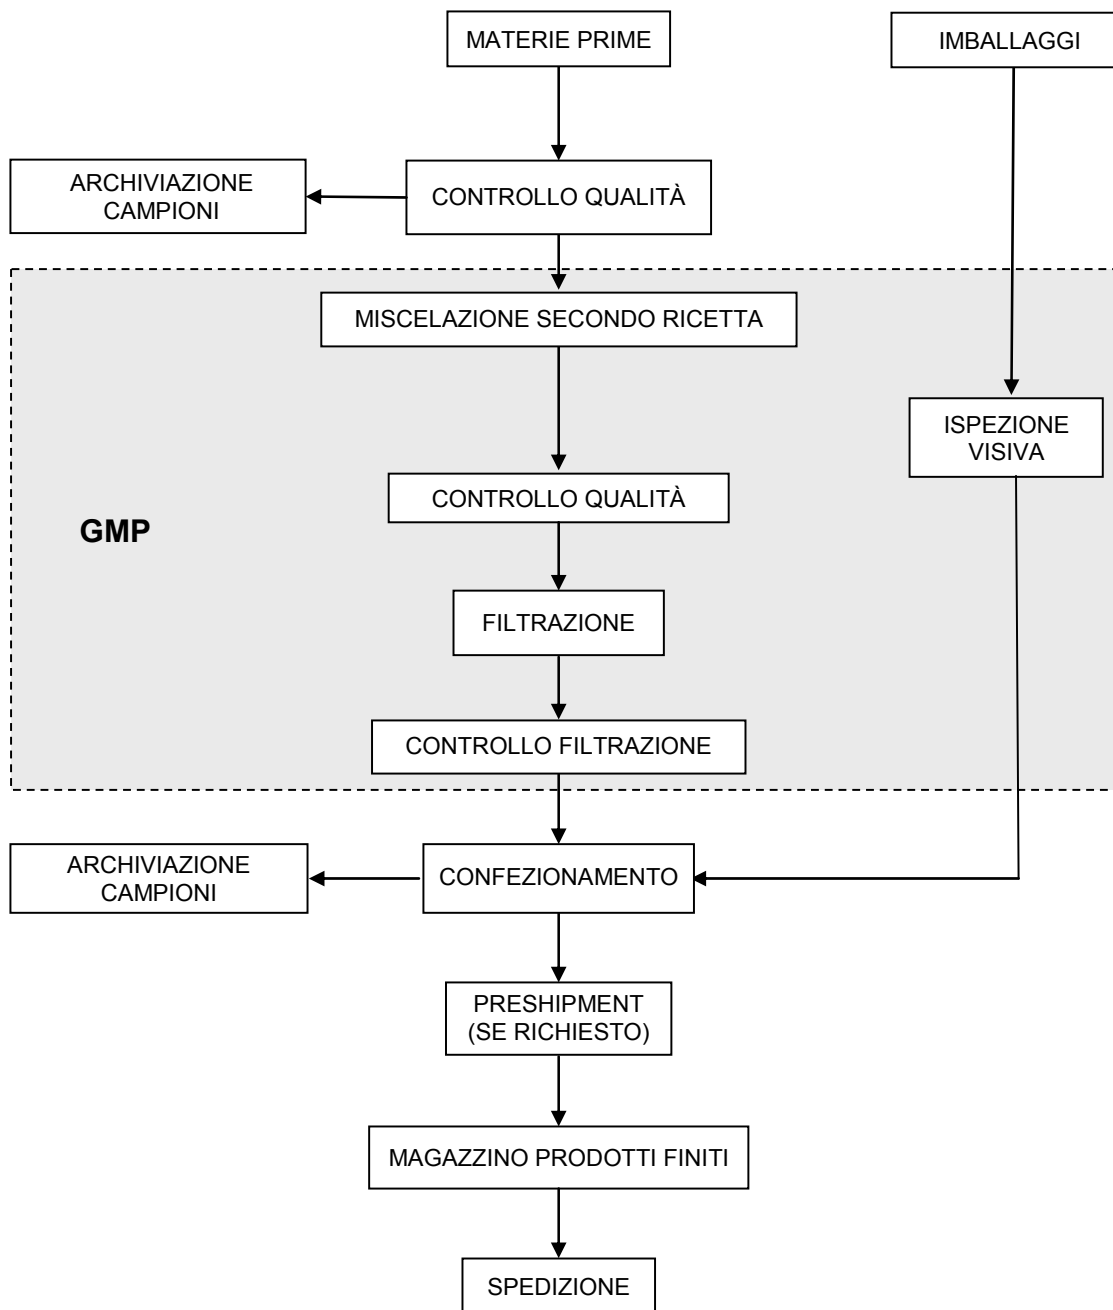 MATERIE PRIME
IMBALLAGGI
ARCHIVIAZIONE
CAMPIONI
CONTROLLO QUALITÀ
MISCELAZIONE SECONDO RICETTA
ISPEZIONE
VISIVA
CONTROLLO QUALITÀ
GMP
FILTRAZIONE
CONTROLLO FILTRAZIONE
ARCHIVIAZIONE
CAMPIONI
CONFEZIONAMENTO
PRESHIPMENT
(SE RICHIESTO)
MAGAZZINO PRODOTTI FINITI
SPEDIZIONE